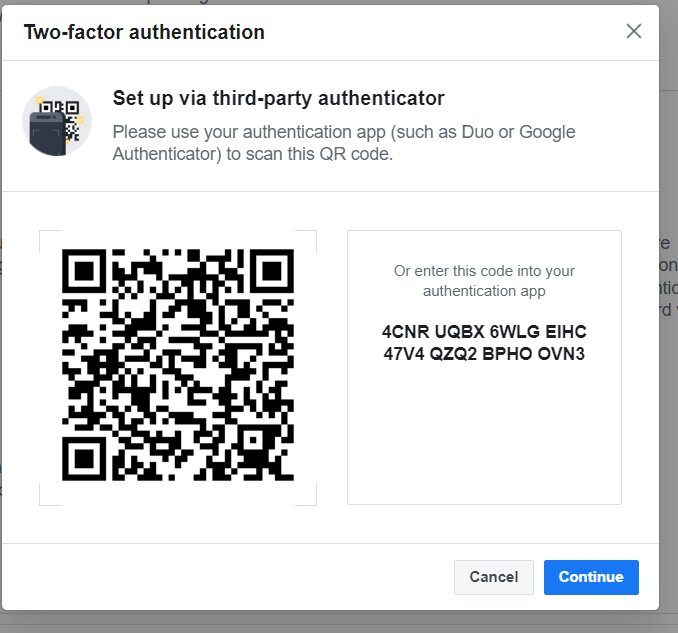 Two-factor authentication
Set up via third-party authenticator
Please use your authentication app (such as Duo or Google
Authenticator) to scan this QR code.
Or enter this code into your
authentication app
4CNR UQBX 6WLG EIHC
47V4 QZQ2 BPHO OVN3
Cancel
Continue